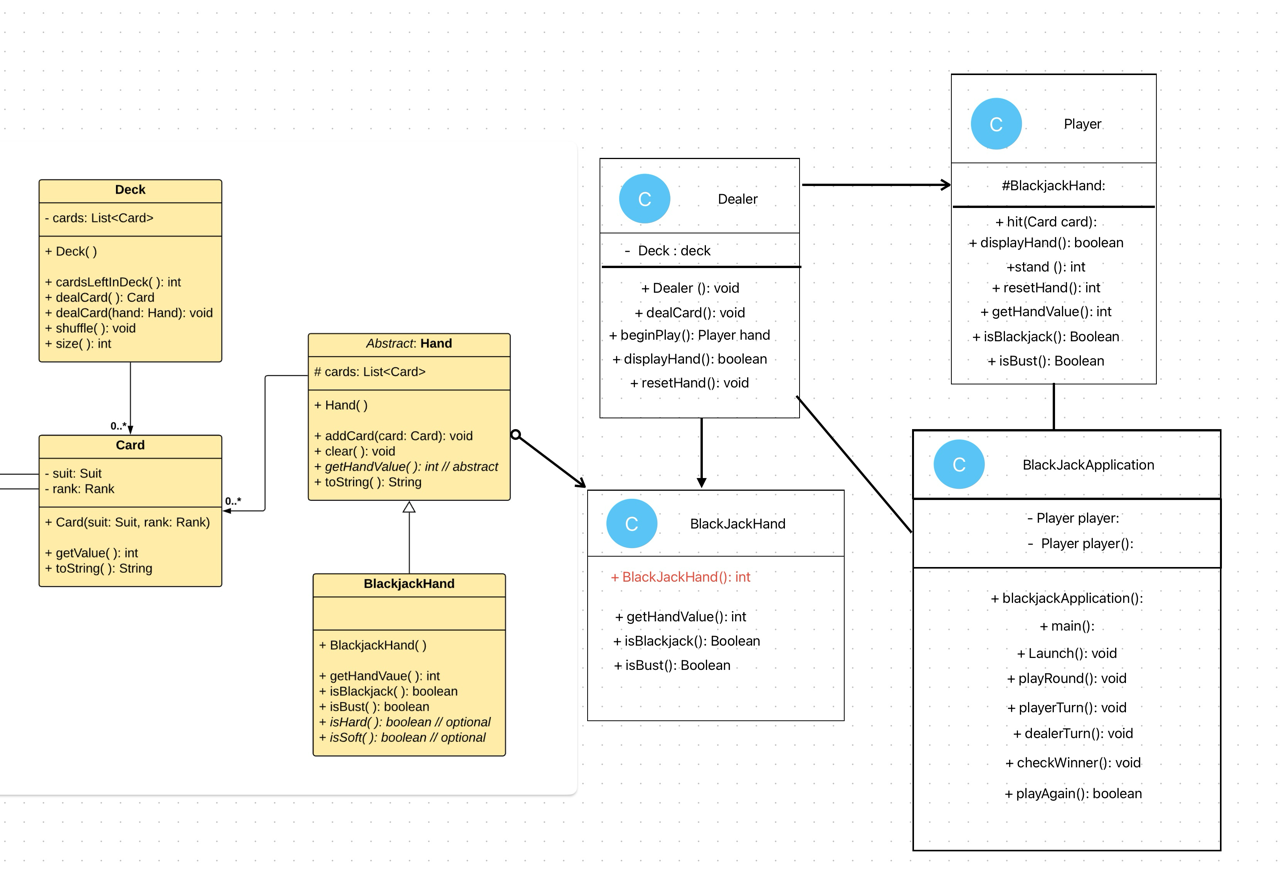 Deck
- cards: List<Card>
+ Deck( )
+ cardsLeftInDeck( ): int
+ dealCard( ): Card
+ dealCard(hand: Hand): void
+ shuffle( ): void
+ size( ): int
0..*
Card
- suit: Suit
- rank: Rank
+ Card(suit: Suit, rank: Rank)
+ getValue( ): int
+ toString( ): String
0..*
Abstract: Hand
# cards: List<Card>
+ Hand( )
+ addCard(card: Card): void
+ clear( ): void
+ getHandValue( ): int // abstract
+ toString( ): String
BlackjackHand
+ BlackjackHand( )
+ getHandVaue( ): int
+ isBlackjack( ): boolean
+ isBust( ): boolean
+ isHard( ): boolean // optional
+ isSoft( ): boolean // optional
C
Dealer
- Deck : deck
+ Dealer (): void
+ dealCard(): void
+ beginPlay(): Player hand
+ displayHand(): boolean
+ resetHand(): void
C
BlackJackHand
+ BlackJackHand(): int
+ getHandValue(): int
+ isBlackjack(): Boolean
+ isBust(): Boolean
C
Player
#BlackjackHand:
+ hit(Card card):
+ displayHand(): boolean
+stand (): int
+ resetHand(): int
+ getHandValue(): int
+ isBlackjack(): Boolean
+ isBust(): Boolean
C
BlackJackApplication
- Player player:
- Player player():
+ blackjackApplication():
+ main():
+ Launch(): void
+ playRound(): void
+ playerTurn(): void
+ dealerTurn(): void
+ checkWinner(): void
+ playAgain(): boolean